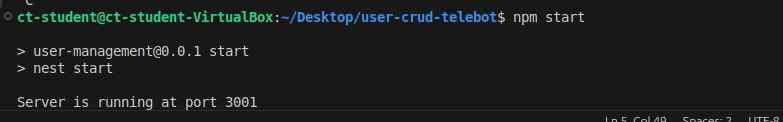 ct-student@ct-student-VirtualBox:~/Desktop/user-crud-telebot$ npm start
> user-management@0.0.1 start
> nest start
Server is running at port 3001
Ln 5, Col 49 Spaces: 2 UTF-8